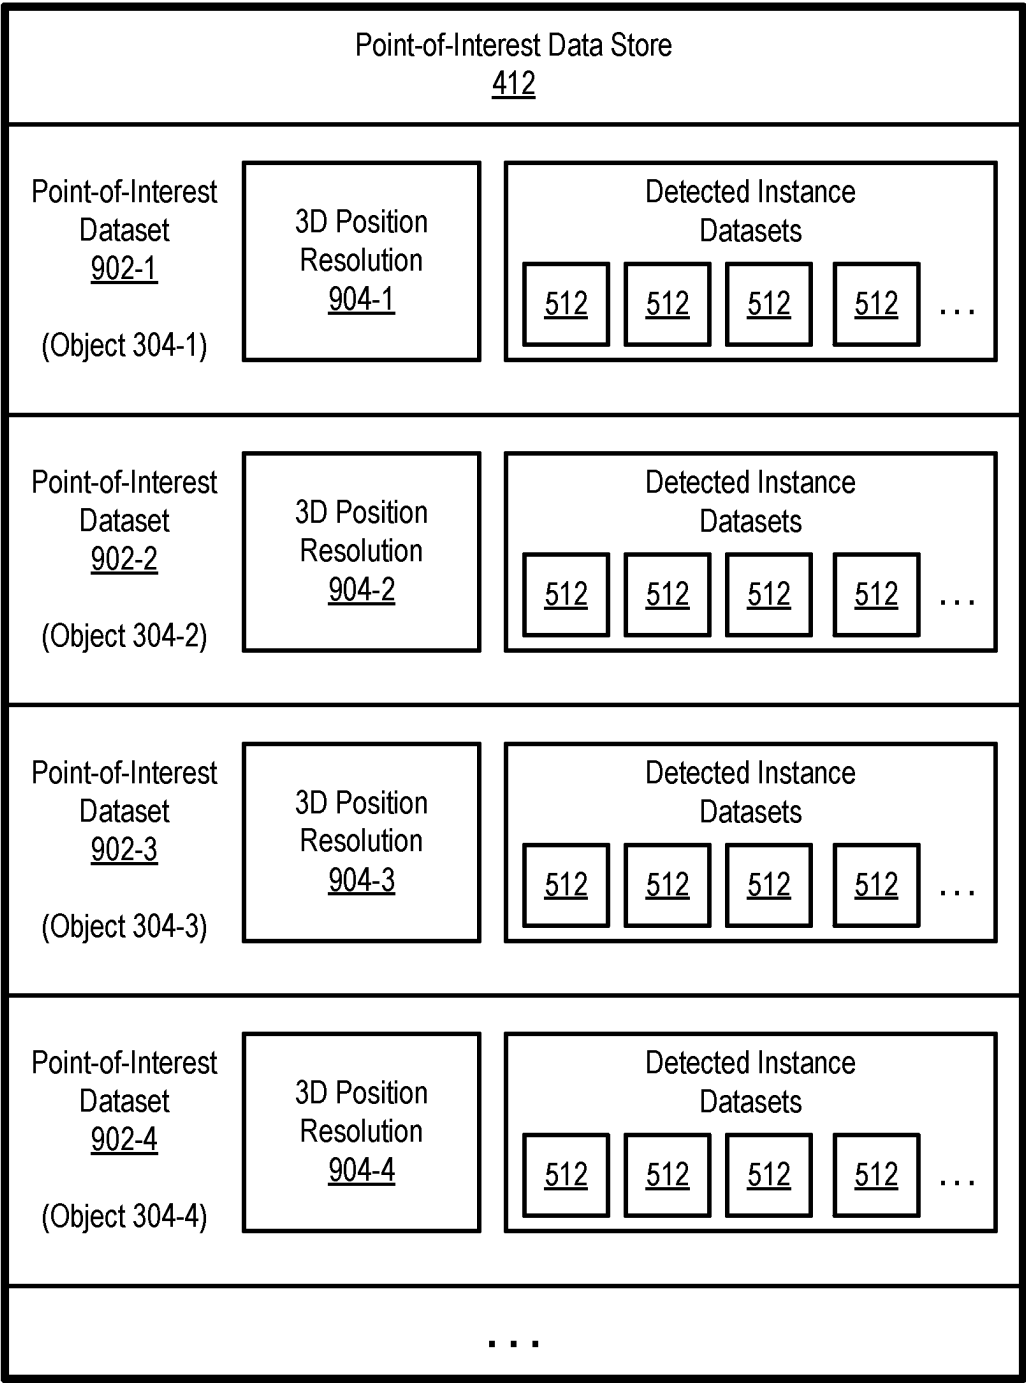 Point-of-Interest Data Store
412
Point-of-Interest
Dataset
902-1
(Object 304-1)
3D Position
Resolution
904-1
Detected Instance
Datasets
512 512 512 512 ...
Point-of-Interest
Dataset
902-2
(Object 304-2)
3D Position
Resolution
904-2
Detected Instance
Datasets
512 512 512 512 ...
Point-of-Interest
Dataset
902-3
(Object 304-3)
3D Position
Resolution
904-3
Detected Instance
Datasets
512 512 512 512 ...
Point-of-Interest
Dataset
902-4
(Object 304-4)
3D Position
Resolution
904-4
Detected Instance
Datasets
512 512 512 512 ...
...